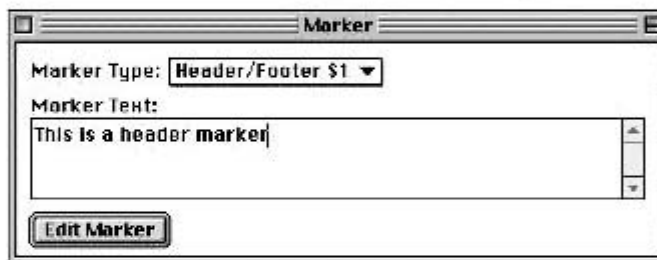 Marker
Marker Type: Header/Footer $1
Marker Text:
This is a header marker
Edit Marker